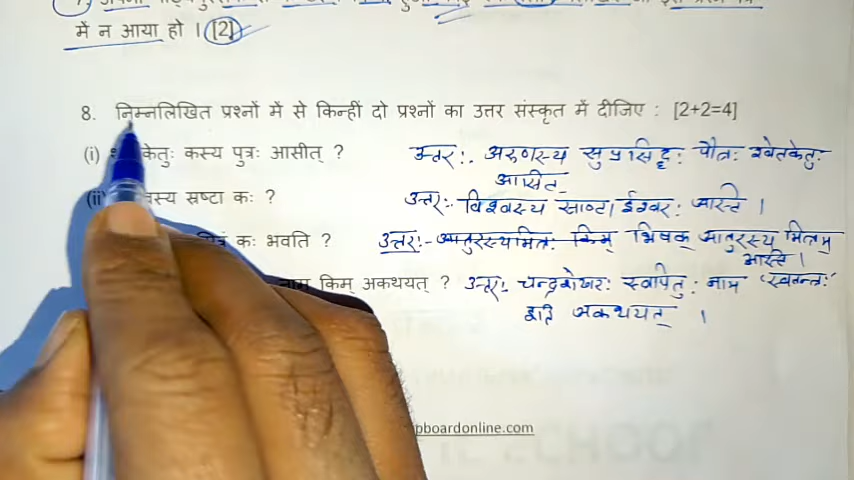 में न आया हो । [2]
8. निम्नलिखित प्रश्नों में से किन्हीं दो प्रश्नों का उत्तर संस्कृत में दीजिए : [2+2=4]
(i) केतुः कस्य पुत्रः आसीत् ? उत्तर:- अरुणस्य सुप्रसिद्धः पौत्रः श्वेतकेतुः
आसित
(ii) स्य स्रष्टा कः ? उत्तर:- विश्वस्य स्रष्टा ईश्वरः अस्ति ।
कः भवति ? उत्तर:- आतुरस्यमितः किम् भिषक् आतुरस्य मित्रम्
अस्ति ।
नाम किम् अकथयत् ? उत्तर: चन्द्रशेखरः स्वपितुः नाम 'स्वतन्त्रः'
इति अकथयत् ।
pboardonline.com